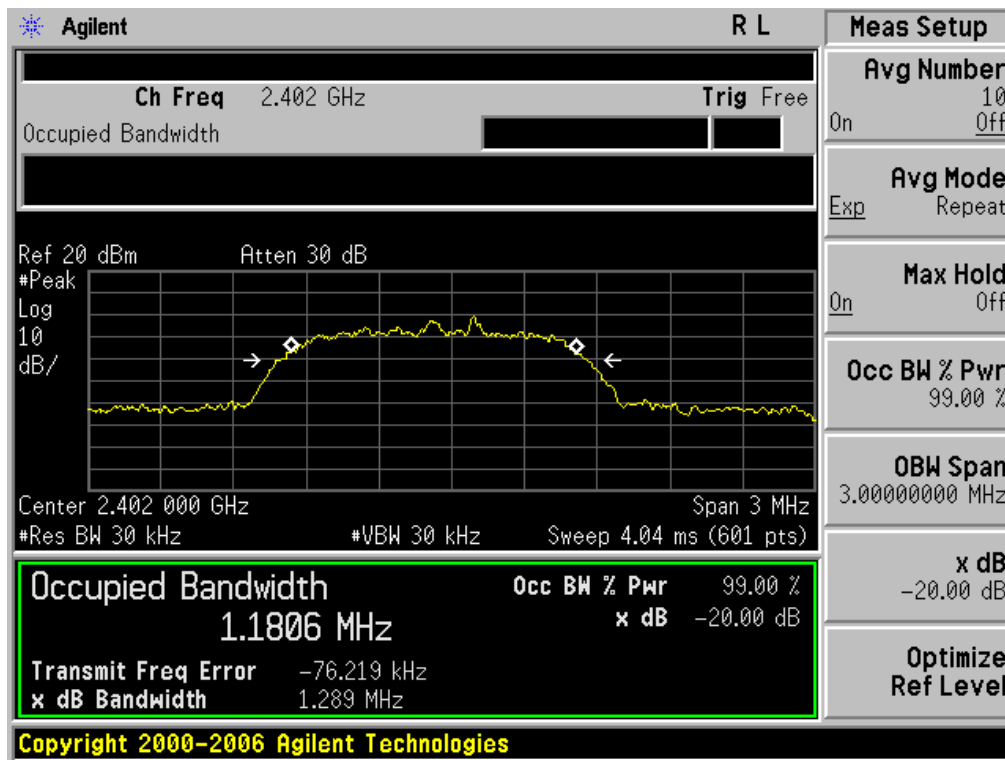 Agilent R L Meas Setup
Ch Freq 2.402 GHz Trig Free
Occupied Bandwidth
Ref 20 dBm Atten 30 dB
#Peak
Log
10
dB/
Center 2.402 000 GHz Span 3 MHz
#Res BW 30 kHz #VBW 30 kHz Sweep 4.04 ms (601 pts)
Occupied Bandwidth Occ BW % Pwr 99.00 %
1.1806 MHz x dB -20.00 dB
Transmit Freq Error -76.219 kHz
x dB Bandwidth 1.289 MHz
Copyright 2000-2006 Agilent Technologies
Avg Number
10
On Off
Avg Mode
Exp Repeat
Max Hold
On Off
Occ BW % Pwr
99.00 %
OBW Span
3.00000000 MHz
x dB
-20.00 dB
Optimize
Ref Level